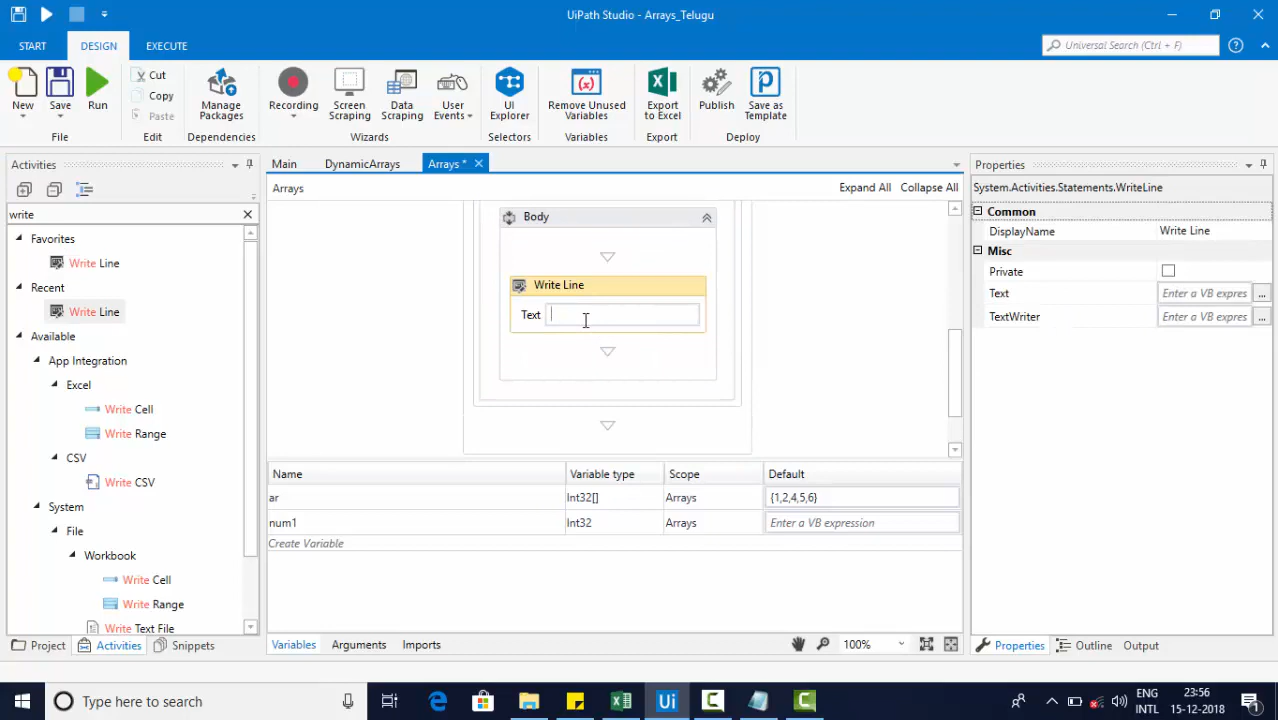 UiPath Studio - Arrays_Telugu
START
DESIGN
EXECUTE
Universal Search (Ctrl + F)
New
Save
Run
File
Cut
Copy
Paste
Edit
Manage
Packages
Dependencies
Recording
Screen
Scraping
Data
Scraping
User
Events
Wizards
UI
Explorer
Selectors
Remove Unused
Variables
Variables
Export
to Excel
Export
Publish
Save as
Template
Deploy
Activities
write
Favorites
Write Line
Recent
Write Line
Available
App Integration
Excel
Write Cell
Write Range
CSV
Write CSV
System
File
Workbook
Write Cell
Write Range
Write Text File
Project
Activities
Snippets
Main
DynamicArrays
Arrays *
Arrays
Expand All
Collapse All
Body
Write Line
Text
Name
Variable type
Scope
Default
ar
Int32[]
Arrays
{1,2,4,5,6}
num1
Int32
Arrays
Enter a VB expression
Create Variable
Variables
Arguments
Imports
100%
Properties
System.Activities.Statements.WriteLine
Common
DisplayName
Write Line
Misc
Private
Text
Enter a VB expres
...
TextWriter
Enter a VB expres
...
Properties
Outline
Output
Type here to search
ENG
INTL
23:56
15-12-2018